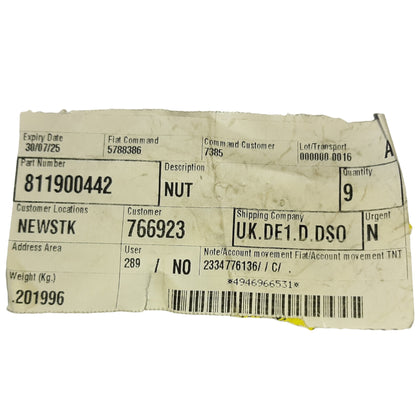 Expiry Date Fiat Command Command Customer Lot/Transport
30/07/25 5788386 7385 000000.0016 A
Part Number Description Quantity
811900442 NUT 9
Customer Locations Customer Shipping Company Urgent
NEWSTK 766923 UK.DE1.D.DSO N
Address Area User Note/Account movement Fiat/Account movement TNT
289 / NO 2334776136/ / C/
Weight (Kg.) *4946966531*
.201996